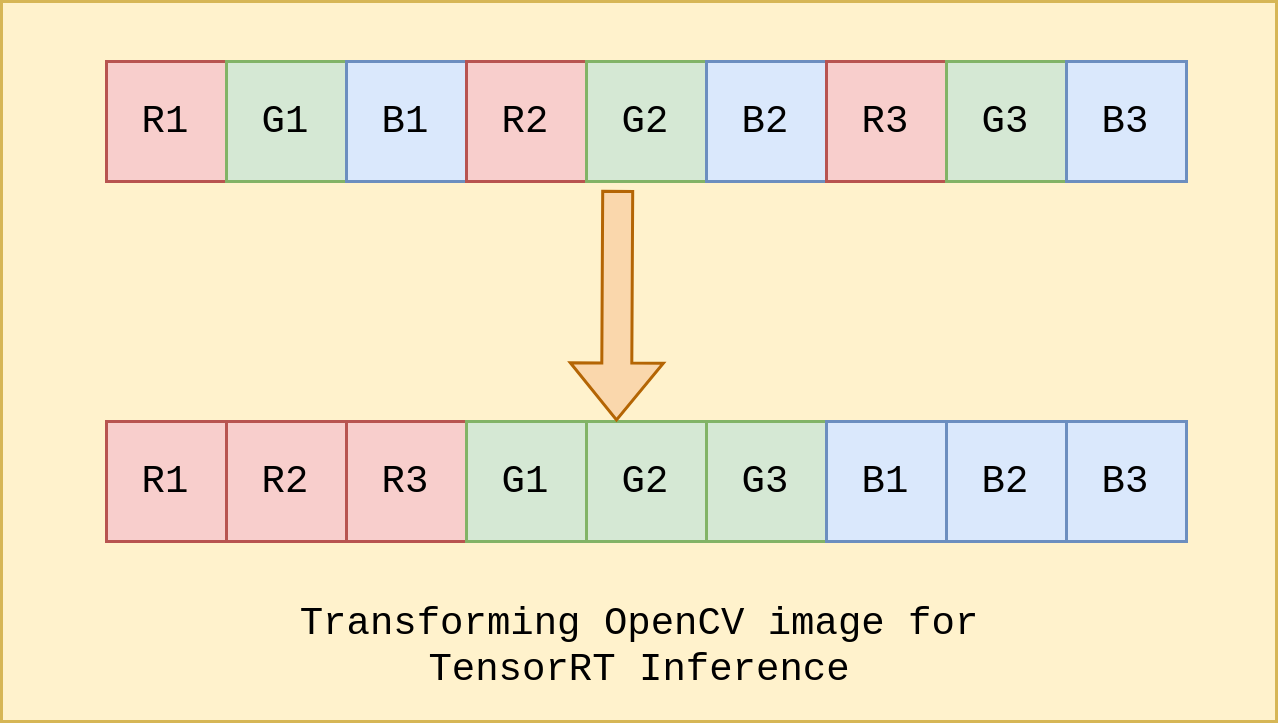 R1 G1 B1 R2 G2 B2 R3 G3 B3
R1 R2 R3 G1 G2 G3 B1 B2 B3
Transforming OpenCV image for
TensorRT Inference